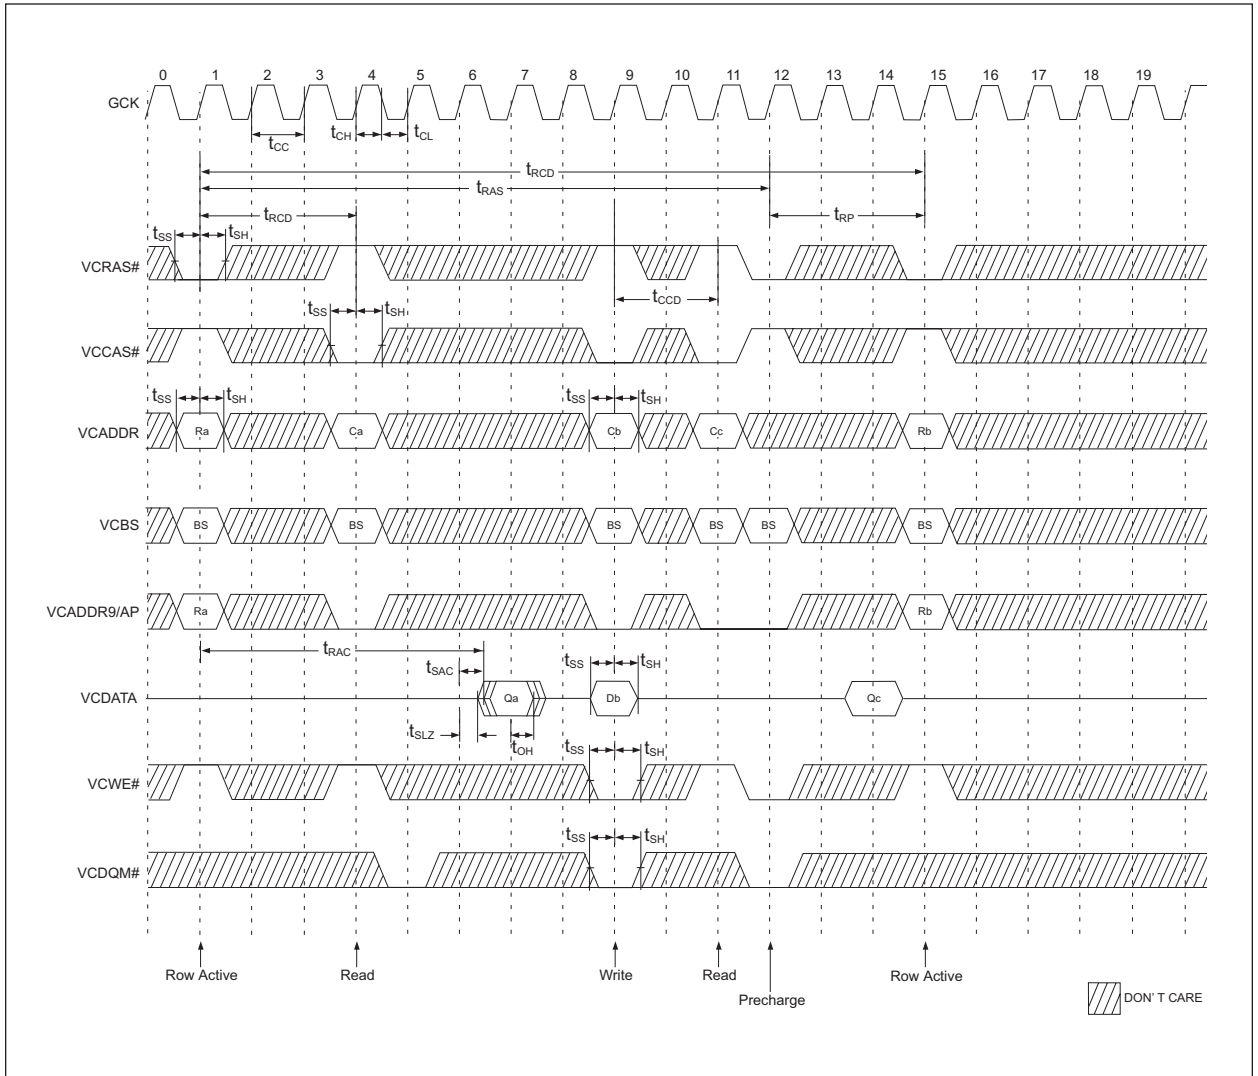 0 1 2 3 4 5 6 7 8 9 10 11 12 13 14 15 16 17 18 19
GCK
tCC tCH tCL
tRCD
tRAS
tRCD tRP
tSS tSH
VCRAS#
tCCD
tSS tSH
VCCAS#
tSS tSH tSS tSH
VCADDR Ra Ca Cb Cc Rb
VCBS BS BS BS BS BS BS
VCADDR9/AP Ra Rb
tRAC
tSAC tSS tSH
VCDATA Qa Db Qc
tSLZ tOH
tSS tSH
VCWE#
tSS tSH
VCDQM#
Row Active Read Write Read Row Active
Precharge
DON' T CARE